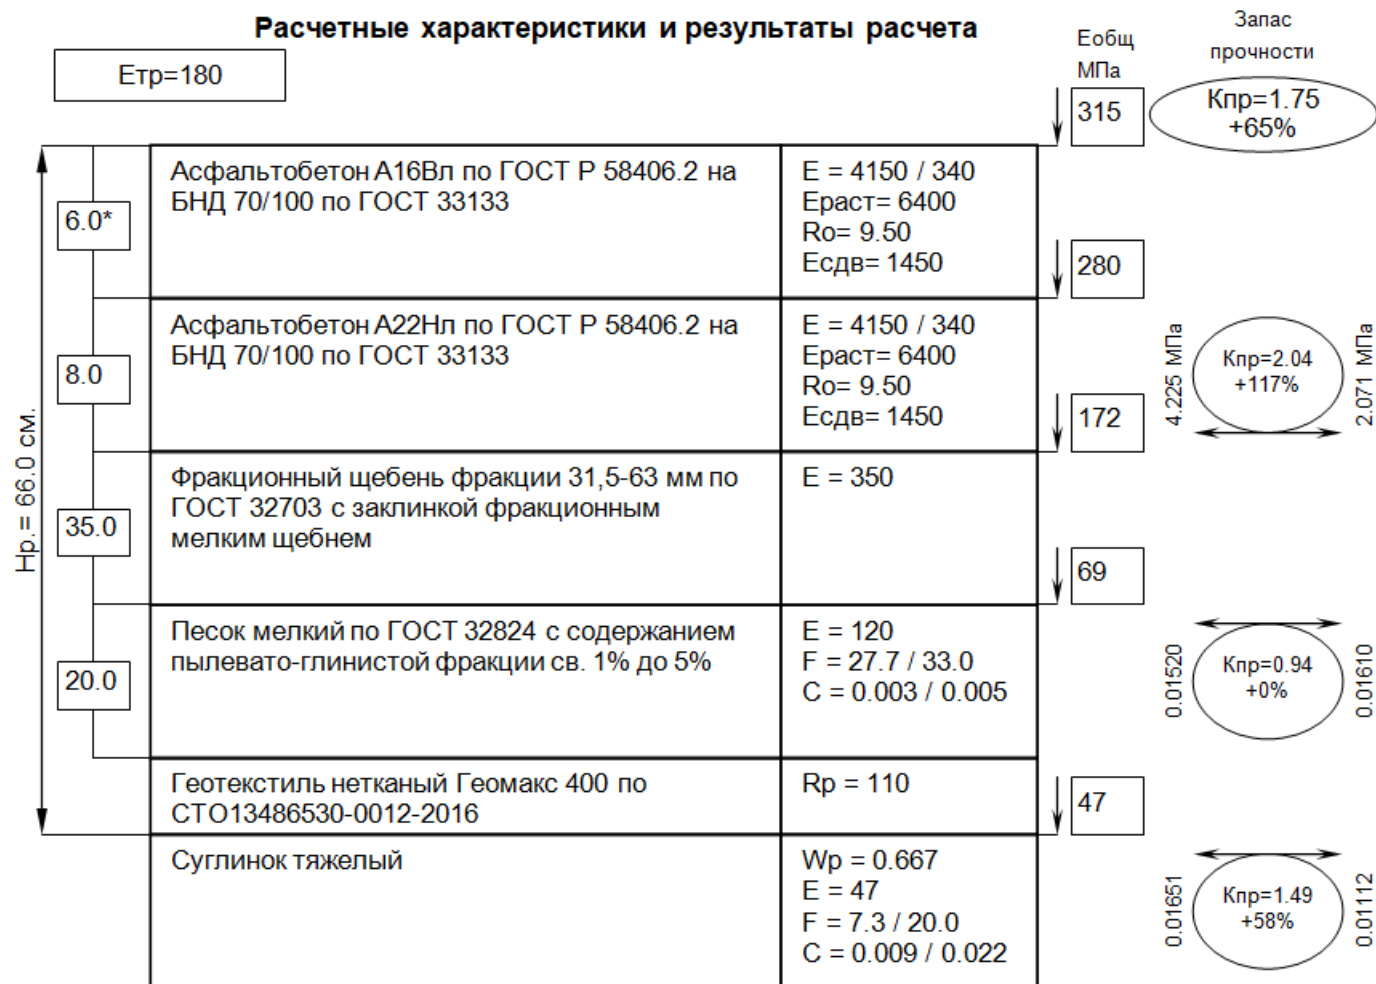 Расчетные характеристики и результаты расчета
Етр=180
Еобщ
МПа
Запас
прочности
315
Кпр=1.75
+65%
Нр.= 66.0 см.
6.0*
Асфальтобетон А16Вл по ГОСТ Р 58406.2 на
БНД 70/100 по ГОСТ 33133
E = 4150 / 340
Eраст= 6400
Ro= 9.50
Eсдв= 1450
280
8.0
Асфальтобетон А22Нл по ГОСТ Р 58406.2 на
БНД 70/100 по ГОСТ 33133
E = 4150 / 340
Eраст= 6400
Ro= 9.50
Eсдв= 1450
172
4.225 МПа
Кпр=2.04
+117%
2.071 МПа
35.0
Фракционный щебень фракции 31,5-63 мм по
ГОСТ 32703 с заклинкой фракционным
мелким щебнем
E = 350
69
20.0
Песок мелкий по ГОСТ 32824 с содержанием
пылевато-глинистой фракции св. 1% до 5%
E = 120
F = 27.7 / 33.0
C = 0.003 / 0.005
0.01520
Кпр=0.94
+0%
0.01610
Геотекстиль нетканый Геомакс 400 по
СТО13486530-0012-2016
Rp = 110
47
Суглинок тяжелый
Wp = 0.667
E = 47
F = 7.3 / 20.0
C = 0.009 / 0.022
0.01651
Кпр=1.49
+58%
0.01112